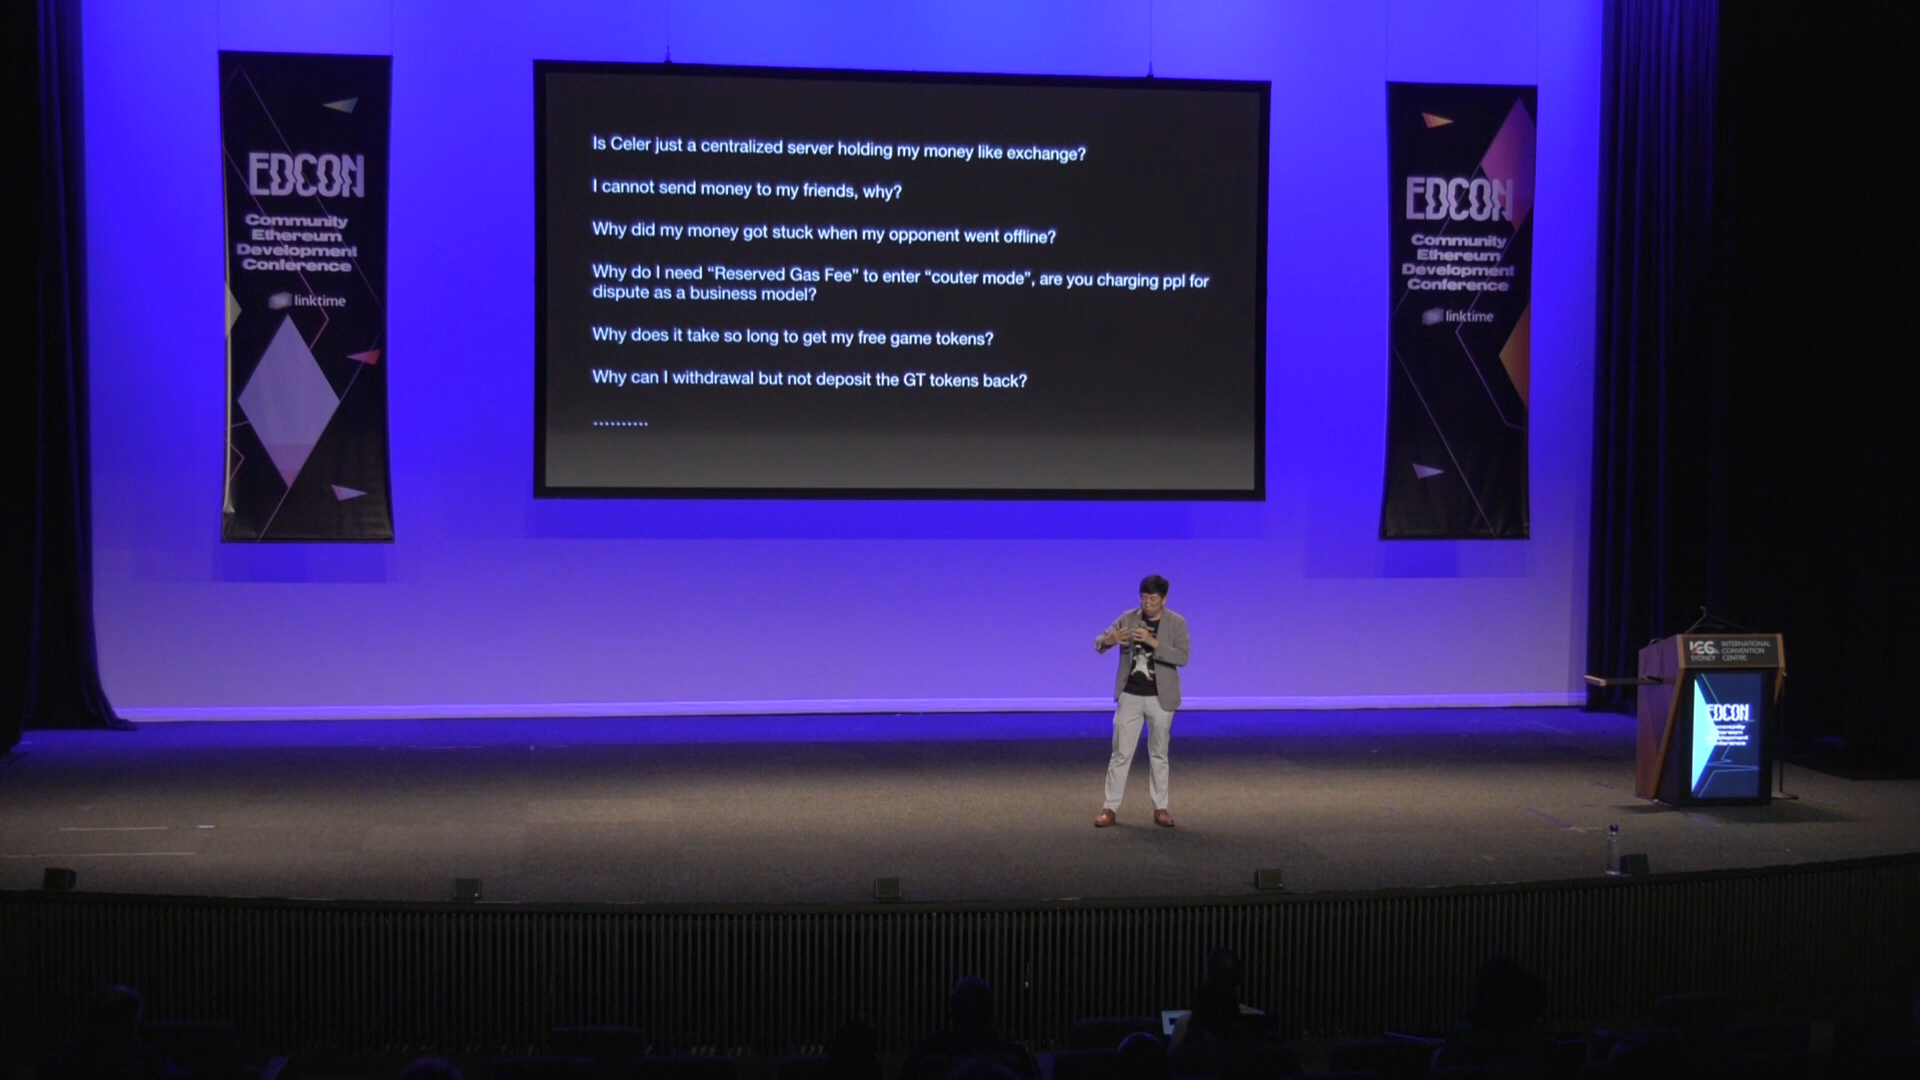 EDCON
Community
Ethereum
Development
Conference
linktime
Is Celer just a centralized server holding my money like exchange?
I cannot send money to my friends, why?
Why did my money got stuck when my opponent went offline?
Why do I need “Reserved Gas Fee” to enter “couter mode”, are you charging ppl for
dispute as a business model?
Why does it take so long to get my free game tokens?
Why can I withdrawal but not deposit the GT tokens back?
..........
EDCON
Community
Ethereum
Development
Conference
linktime
SYDNEY
INTERNATIONAL
CONVENTION
CENTRE
EDCON
Development
Conference